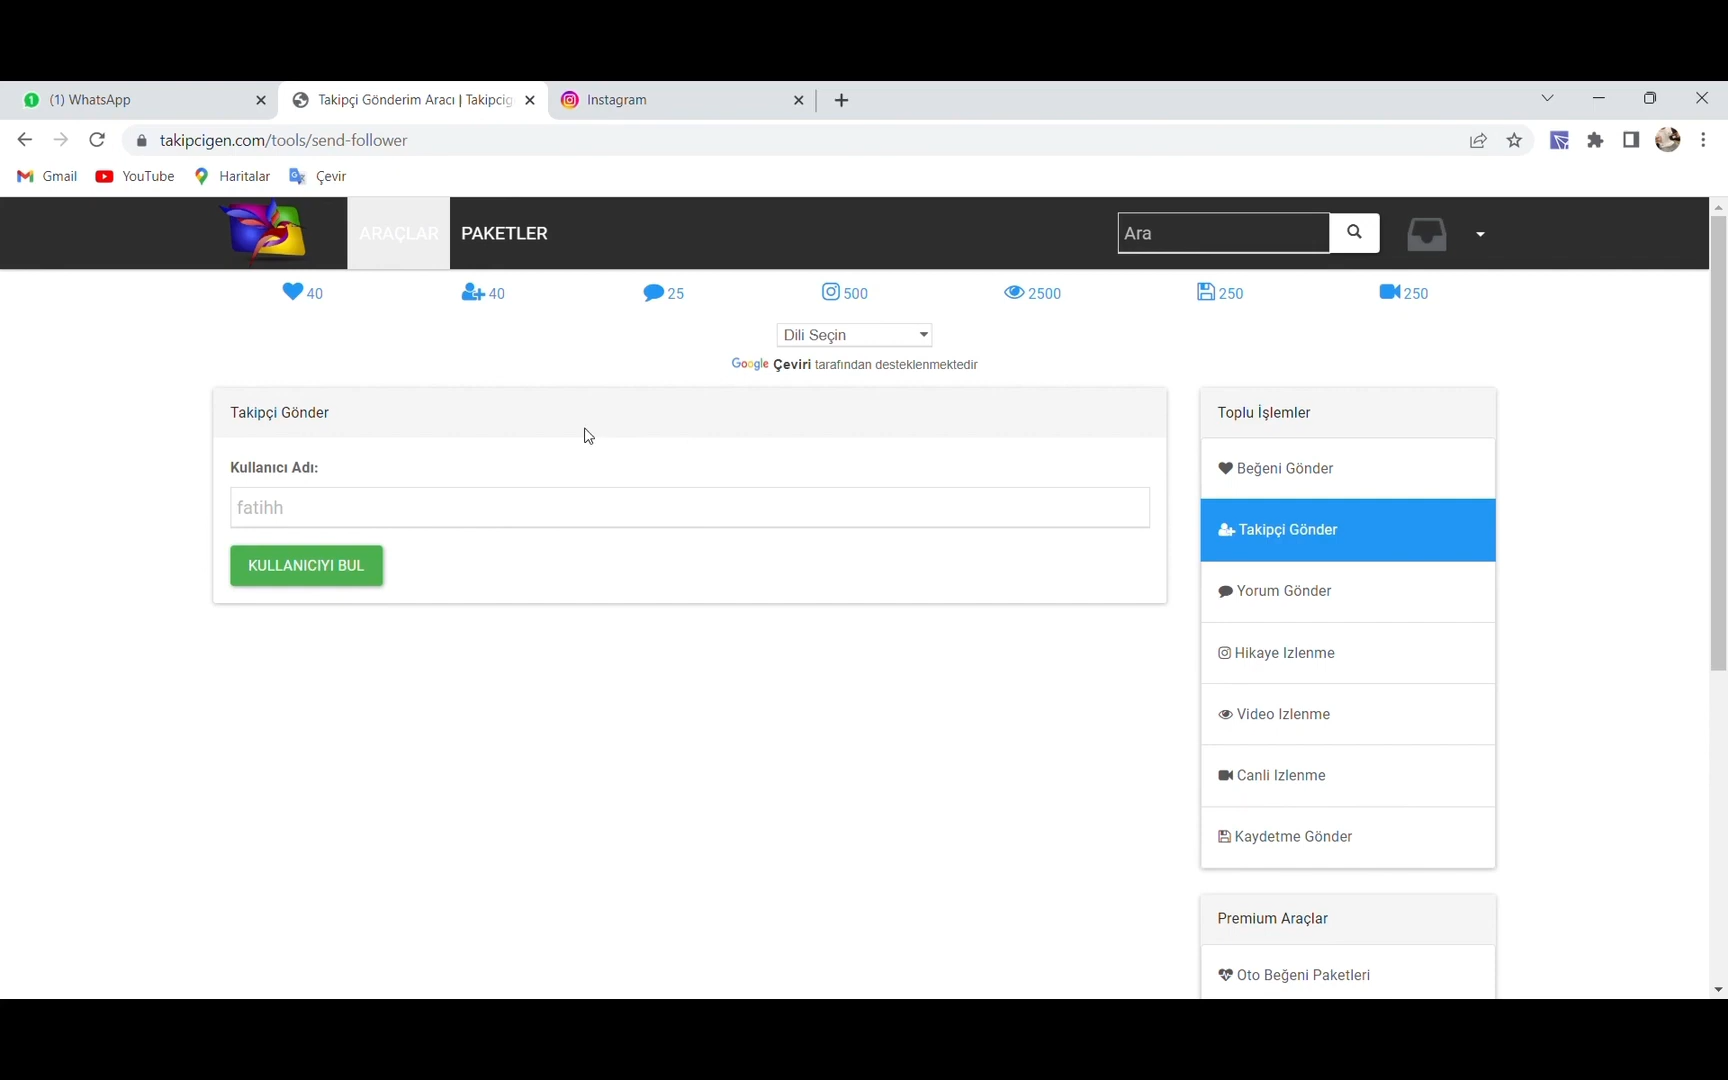 (1) WhatsApp
Takipçi Gönderim Aracı | Takipcig
Instagram
takipcigen.com/tools/send-follower
Gmail YouTube Haritalar Çevir
ARAÇLAR PAKETLER Ara
40 40 25 500 2500 250 250
Dili Seçin
Google Çeviri tarafından desteklenmektedir
Takipçi Gönder
Kullanıcı Adı:
fatihh
KULLANICIYI BUL
Toplu İşlemler
Beğeni Gönder
Takipçi Gönder
Yorum Gönder
Hikaye Izlenme
Video Izlenme
Canli Izlenme
Kaydetme Gönder
Premium Araçlar
Oto Beğeni Paketleri